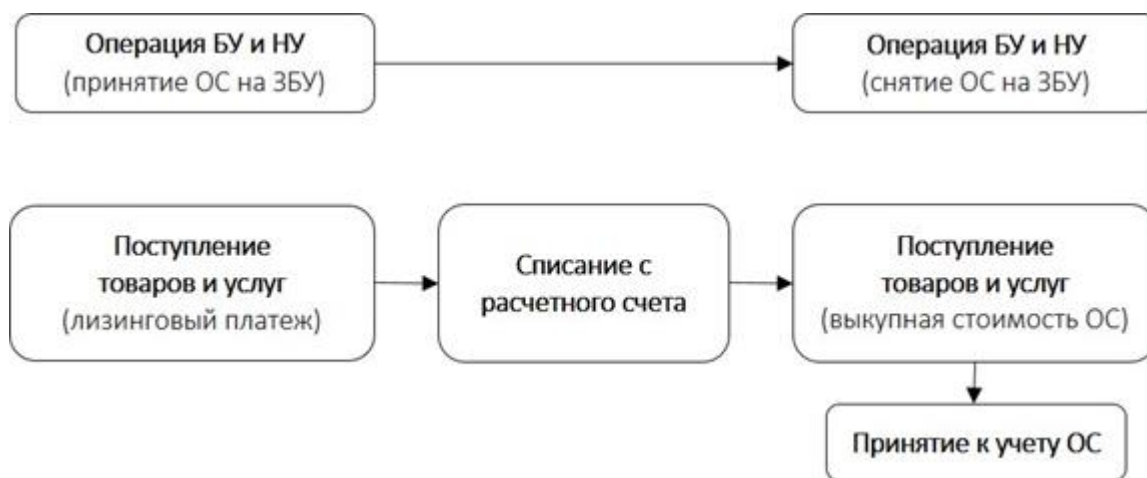 Операция БУ и НУ
(принятие ОС на ЗБУ)
Операция БУ и НУ
(снятие ОС на ЗБУ)
Поступление
товаров и услуг
(лизинговый платеж)
Списание с
расчетного счета
Поступление
товаров и услуг
(выкупная стоимость ОС)
Принятие к учету ОС